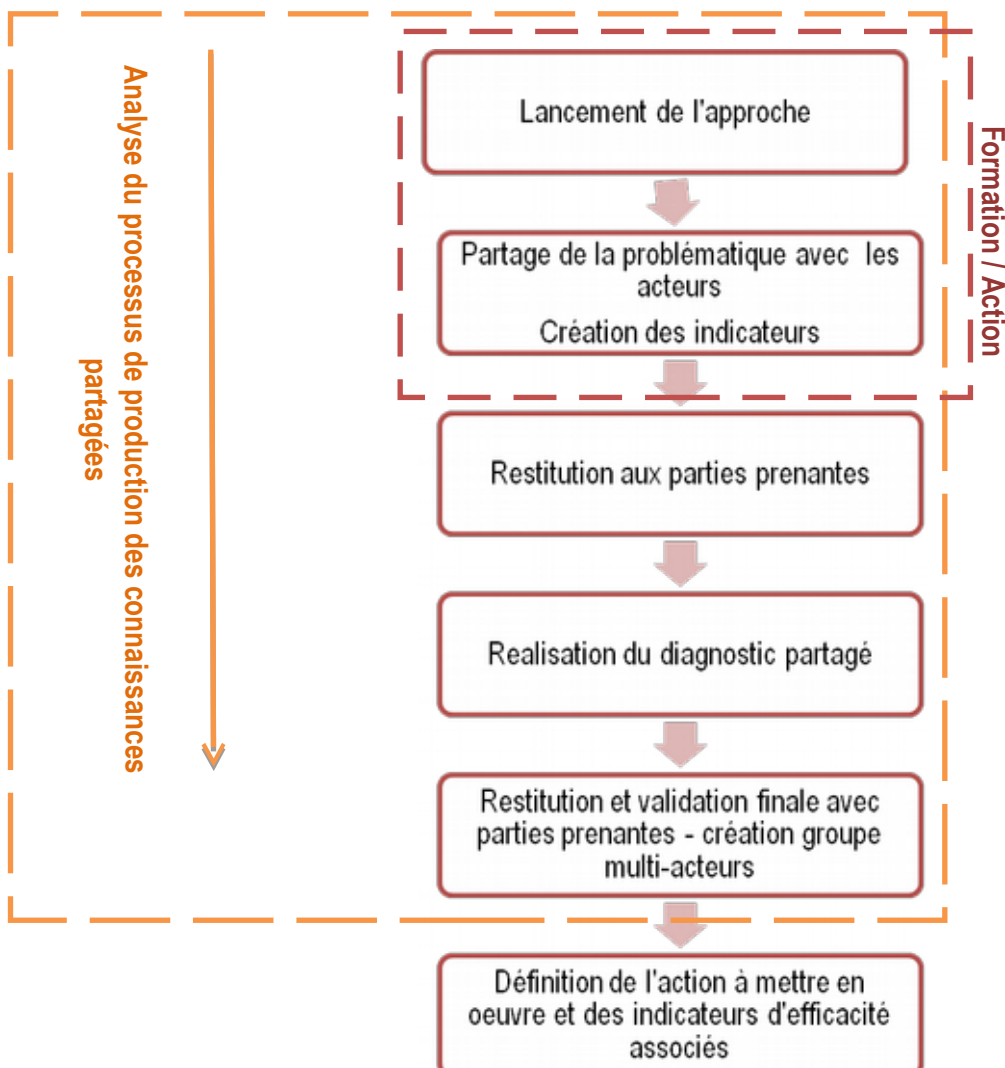 Analyse du processus de production des connaissances
partagées
Formation / Action
Lancement de l'approche
Partage de la problématique avec les
acteurs
Création des indicateurs
Restitution aux parties prenantes
Realisation du diagnostic partagé
Restitution et validation finale avec
parties prenantes - création groupe
multi-acteurs
Définition de l'action à mettre en
oeuvre et des indicateurs d'efficacité
associés